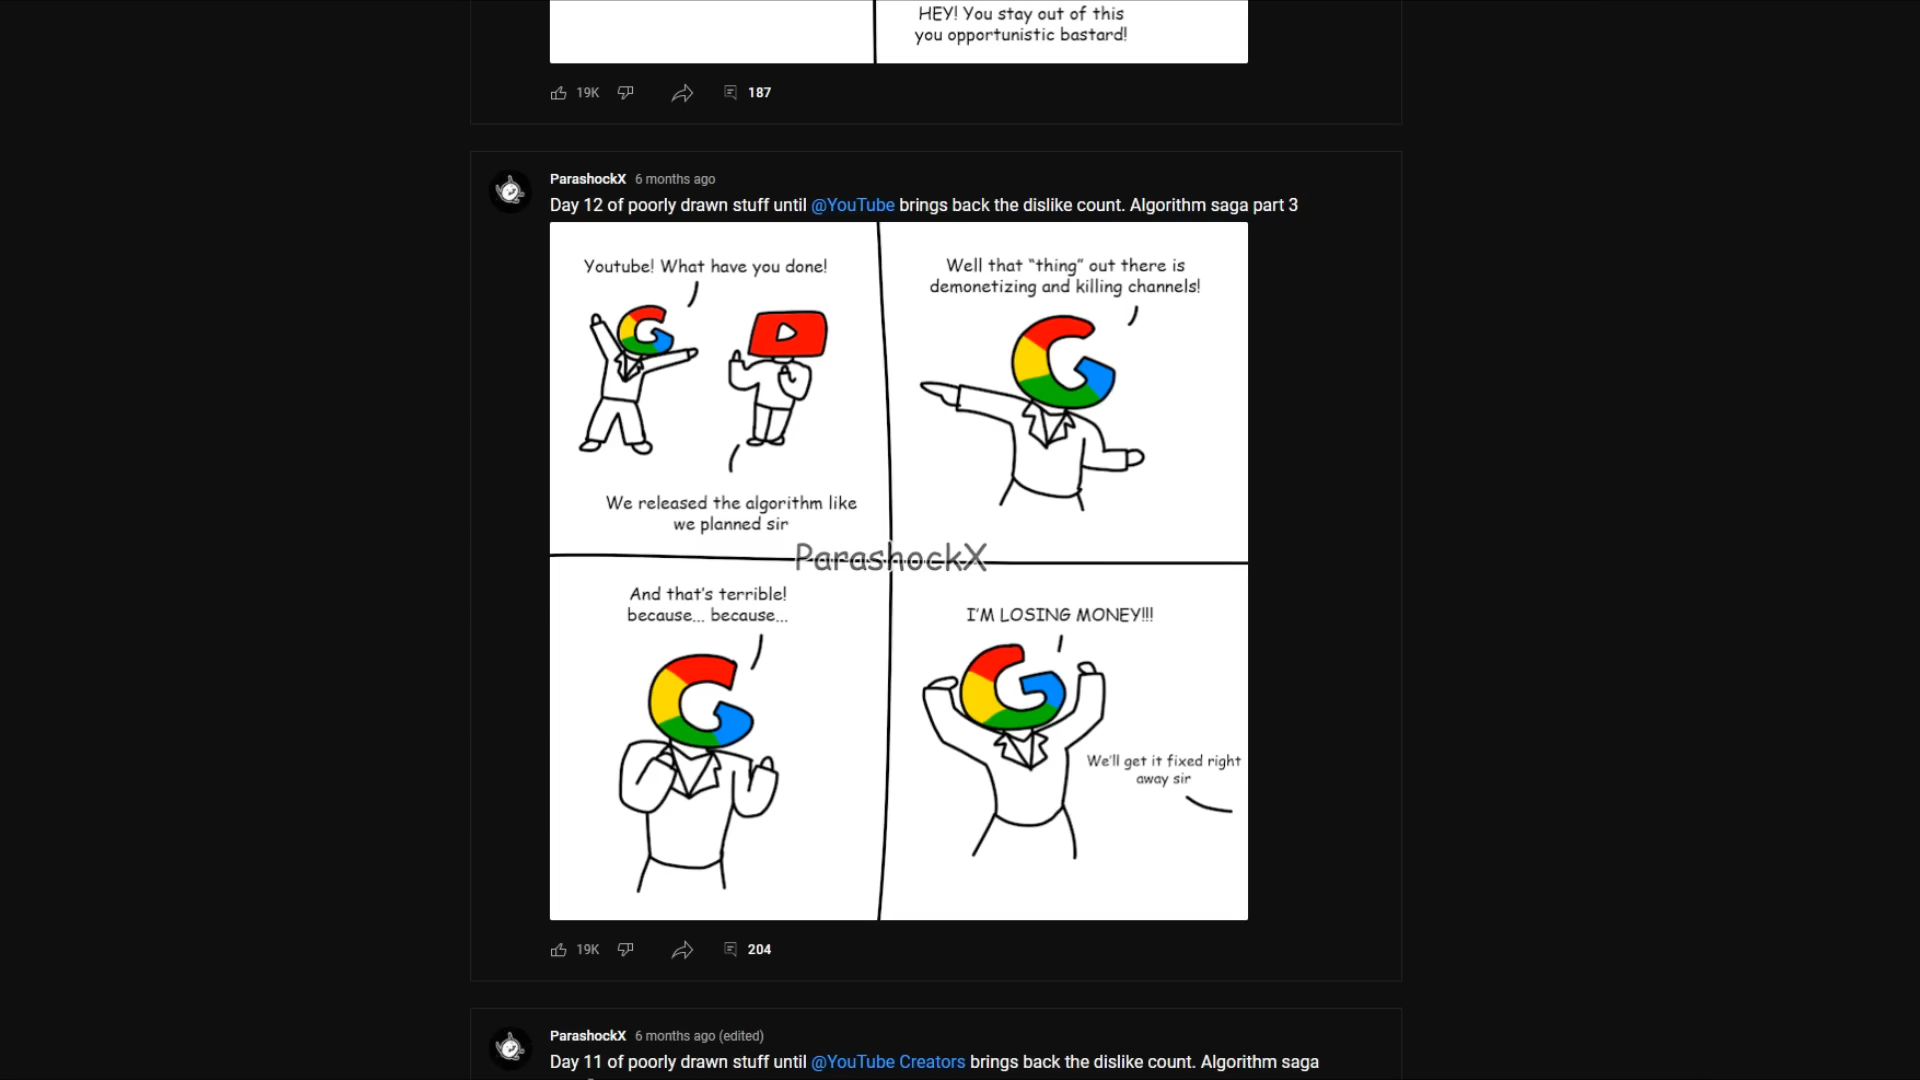 HEY! You stay out of this
you opportunistic bastard!
19K
187
ParashockX 6 months ago
Day 12 of poorly drawn stuff until @YouTube brings back the dislike count. Algorithm saga part 3
Youtube! What have you done!
We released the algorithm like
we planned sir
Well that “thing” out there is
demonetizing and killing channels!
ParashockX
And that's terrible!
because... because...
I'M LOSING MONEY!!!
We'll get it fixed right
away sir
19K
204
ParashockX 6 months ago (edited)
Day 11 of poorly drawn stuff until @YouTube Creators brings back the dislike count. Algorithm saga